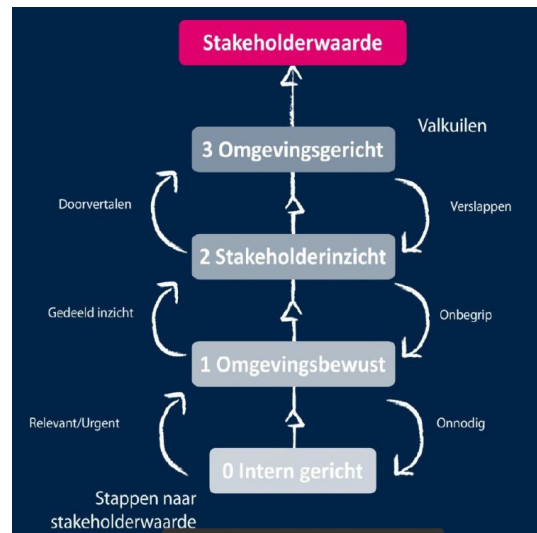 Stakeholderwaarde
Valkuilen
3 Omgevingsgericht
Doorvertalen
Verslappen
2 Stakeholderinzicht
Gedeeld inzicht
Onbegrip
1 Omgevingsbewust
Relevant/Urgent
Onnodig
0 Intern gericht
Stappen naar
stakeholderwaarde